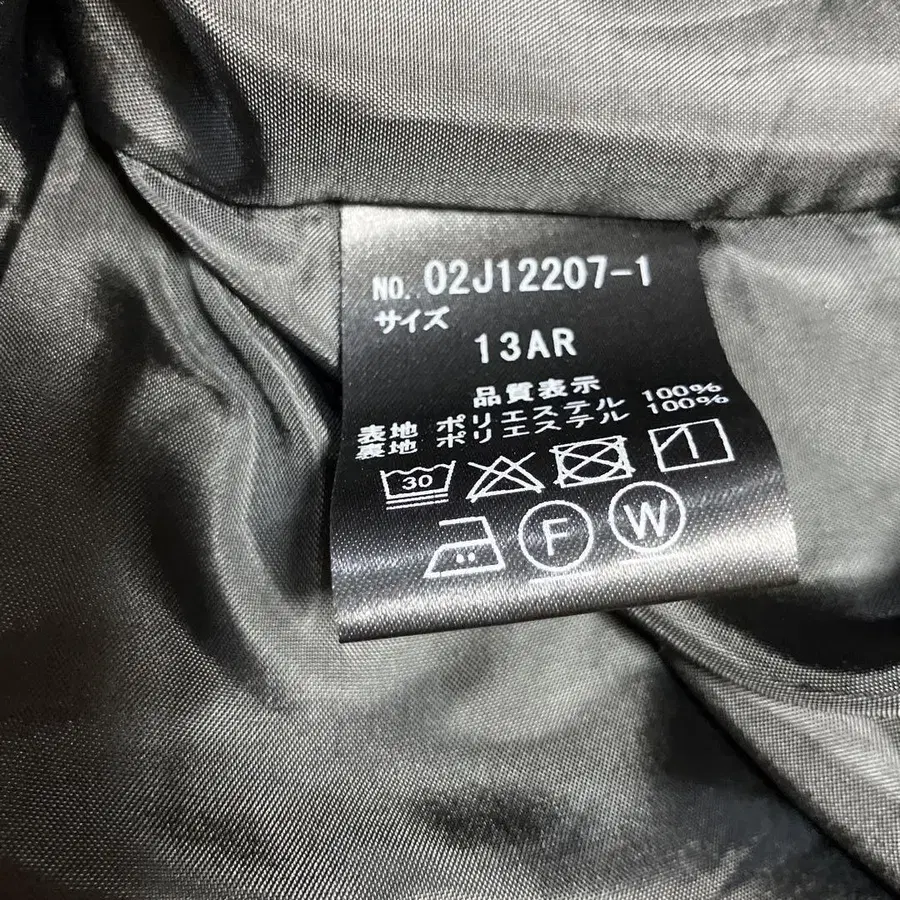 No. 02J12207-1
サイズ
13AR
品質表示
表地 ポリエステル 100%
裏地 ポリエステル 100%
30
F W